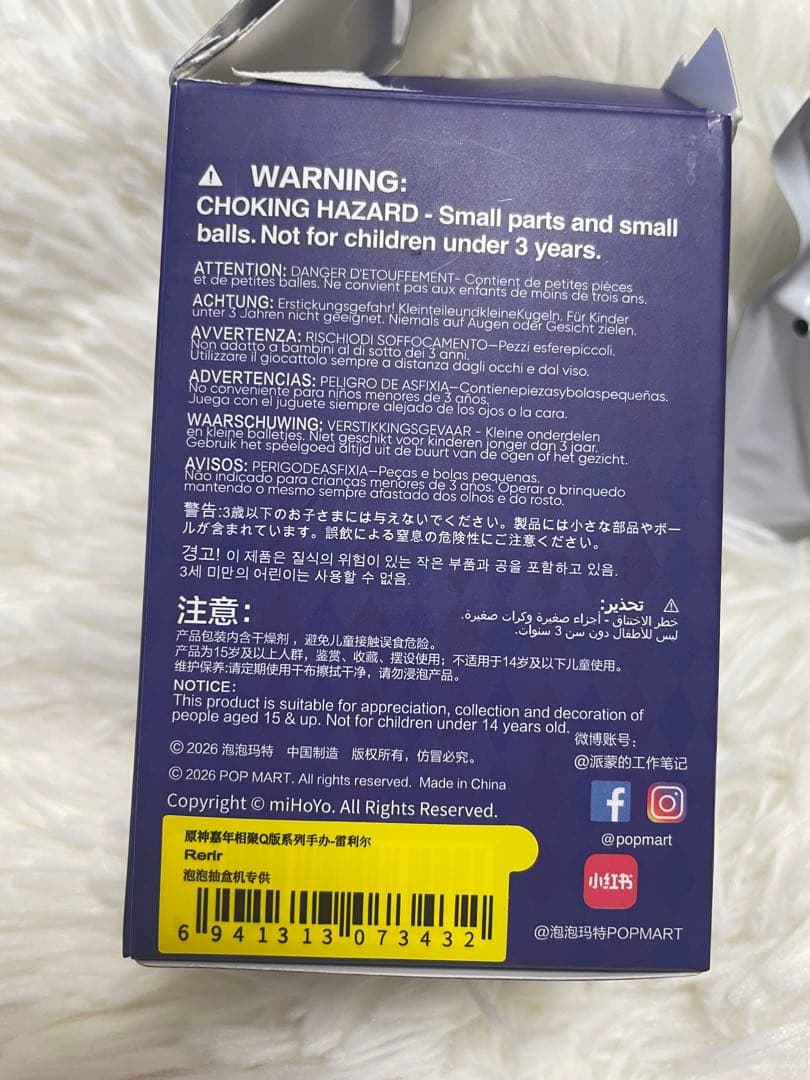 WARNING:
CHOKING HAZARD - Small parts and small
balls. Not for children under 3 years.
ATTENTION: DANGER D'ETOUFFEMENT- Contient de petites pièces
et de petites balles. Ne convient pas aux enfants de moins de trois ans.
ACHTUNG: Erstickungsgefahr! KleinteileundkleineKugeln. Für Kinder
unter 3 Jahren nicht geeignet. Niemals auf Augen oder Gesicht zielen.
AVVERTENZA: RISCHIODI SOFFOCAMENTO—Pezzi esferepiccoli.
Non adatto a bambini al di sotto dei 3 anni.
Utilizzare il giocattolo sempre a distanza dagli occhi e dal viso.
ADVERTENCIAS: PELIGRO DE ASFIXIA—Contienepiezasybolaspequeñas.
No conveniente para niños menores de 3 años.
Juega con el juguete siempre alejado de los ojos o la cara.
WAARSCHUWING: VERSTIKKINGSGEVAAR - Kleine onderdelen
en kleine balletjes. Niet geschikt voor kinderen jonger dan 3 jaar.
Gebruik het speelgoed altijd uit de buurt van de ogen of het gezicht.
AVISOS: PERIGODEASFIXIA—Peças e bolas pequenas.
Não indicado para crianças menores de 3 anos. Operar o brinquedo
mantendo o mesmo sempre afastado dos olhos e do rosto.
警告:3歳以下のお子さまには与えないでください。製品には小さな部品やボー
ルが含まれています。誤飲による窒息の危険性にご注意ください。
경고! 이 제품은 질식의 위험이 있는 작은 부품과 공을 포함하고 있음.
3세 미만의 어린이는 사용할 수 없음.
تحذير:
خطر الاختناق - أجزاء صغيرة وكرات صغيرة.
ليس للأطفال دون سن 3 سنوات.
注意:
产品包装内含干燥剂，避免儿童接触误食危险。
产品为15岁及以上人群，鉴赏、收藏、摆设使用；不适用于14岁及以下儿童使用。
维护保养:请定期使用干布擦拭干净，请勿浸泡产品。
NOTICE:
This product is suitable for appreciation, collection and decoration of
people aged 15 & up. Not for children under 14 years old.
微博账号:
@派蒙的工作笔记
© 2026 泡泡玛特 中国制造 版权所有，仿冒必究。
© 2026 POP MART. All rights reserved. Made in China
Copyright © miHoYo. All Rights Reserved.
@popmart
小红书
@泡泡玛特POPMART
原神嘉年相聚Q版系列手办-雷利尔
Rerir
泡泡抽盒机专供
6 941313 073432